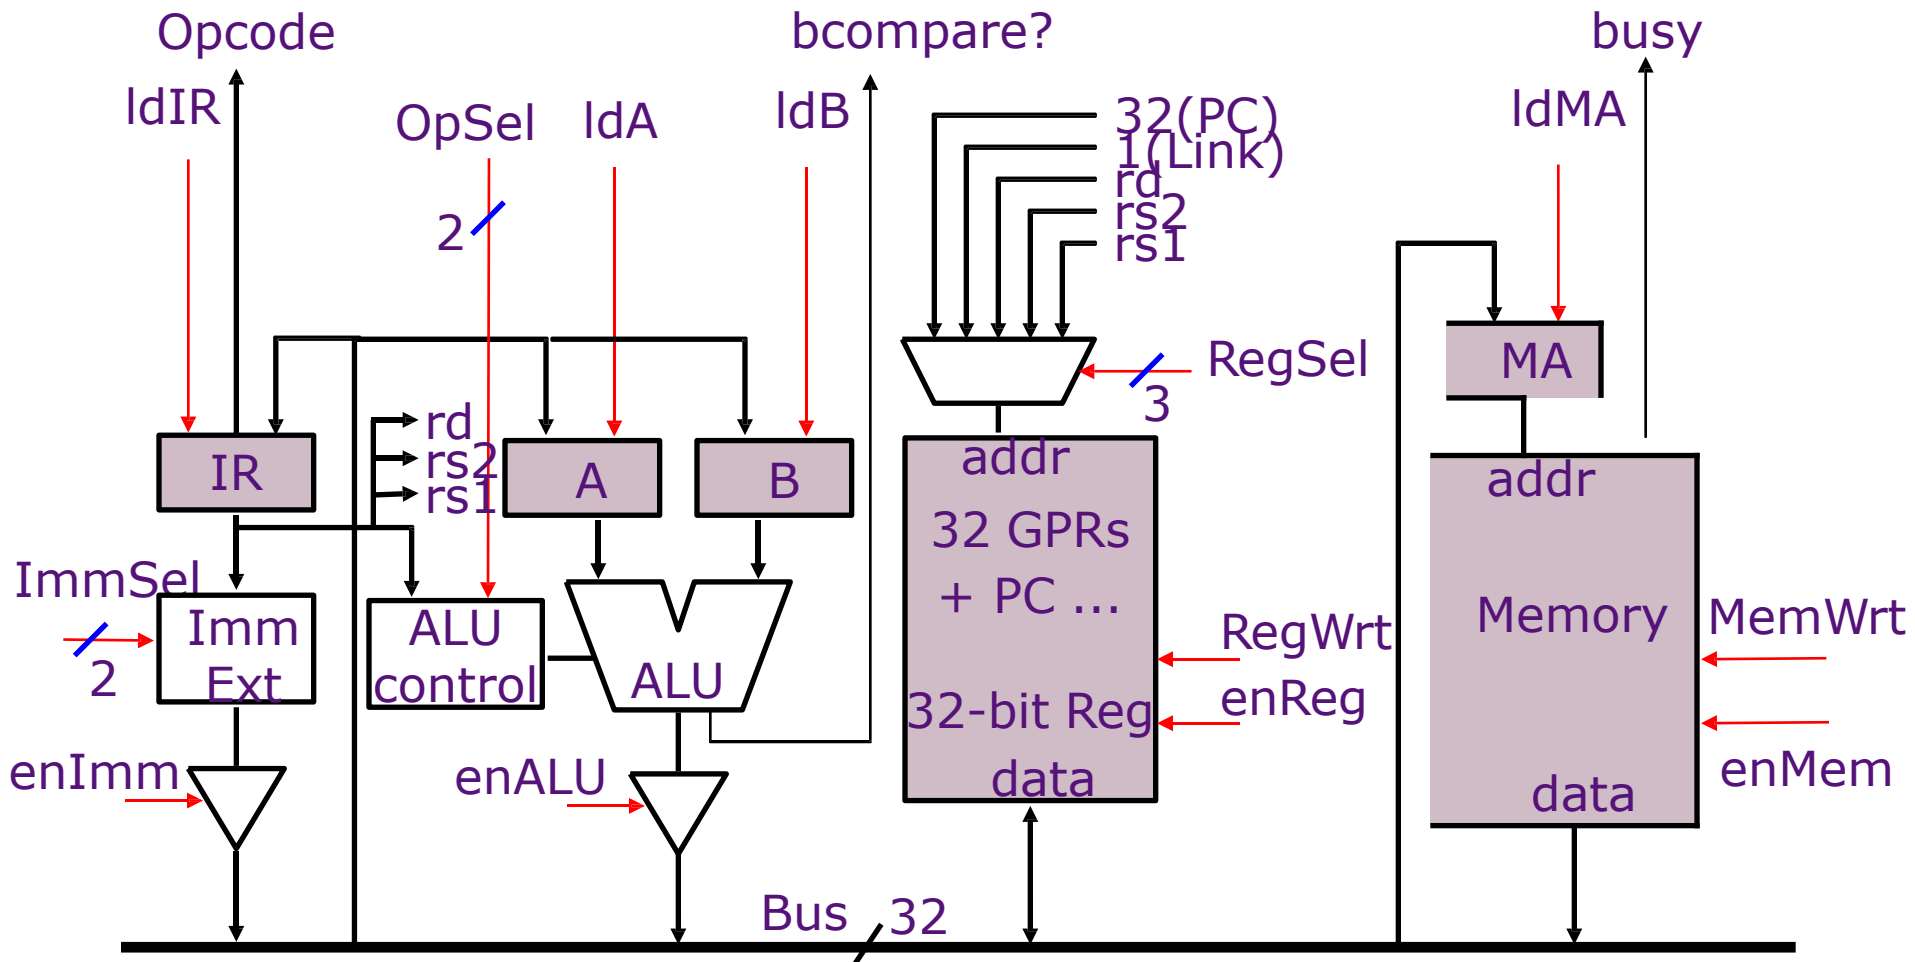 Opcode
bcompare?
busy
ldIR
OpSel
ldA
ldB
32(PC)
1(Link)
rd
rs2
rs1
ldMA
2
RegSel
3
MA
rd
rs2
rs1
IR
A
B
addr
32 GPRs
+ PC ...
32-bit Reg
data
addr
Memory
data
ImmSel
2
Imm
Ext
ALU
control
ALU
RegWrt
enReg
MemWrt
enMem
enImm
enALU
Bus
32